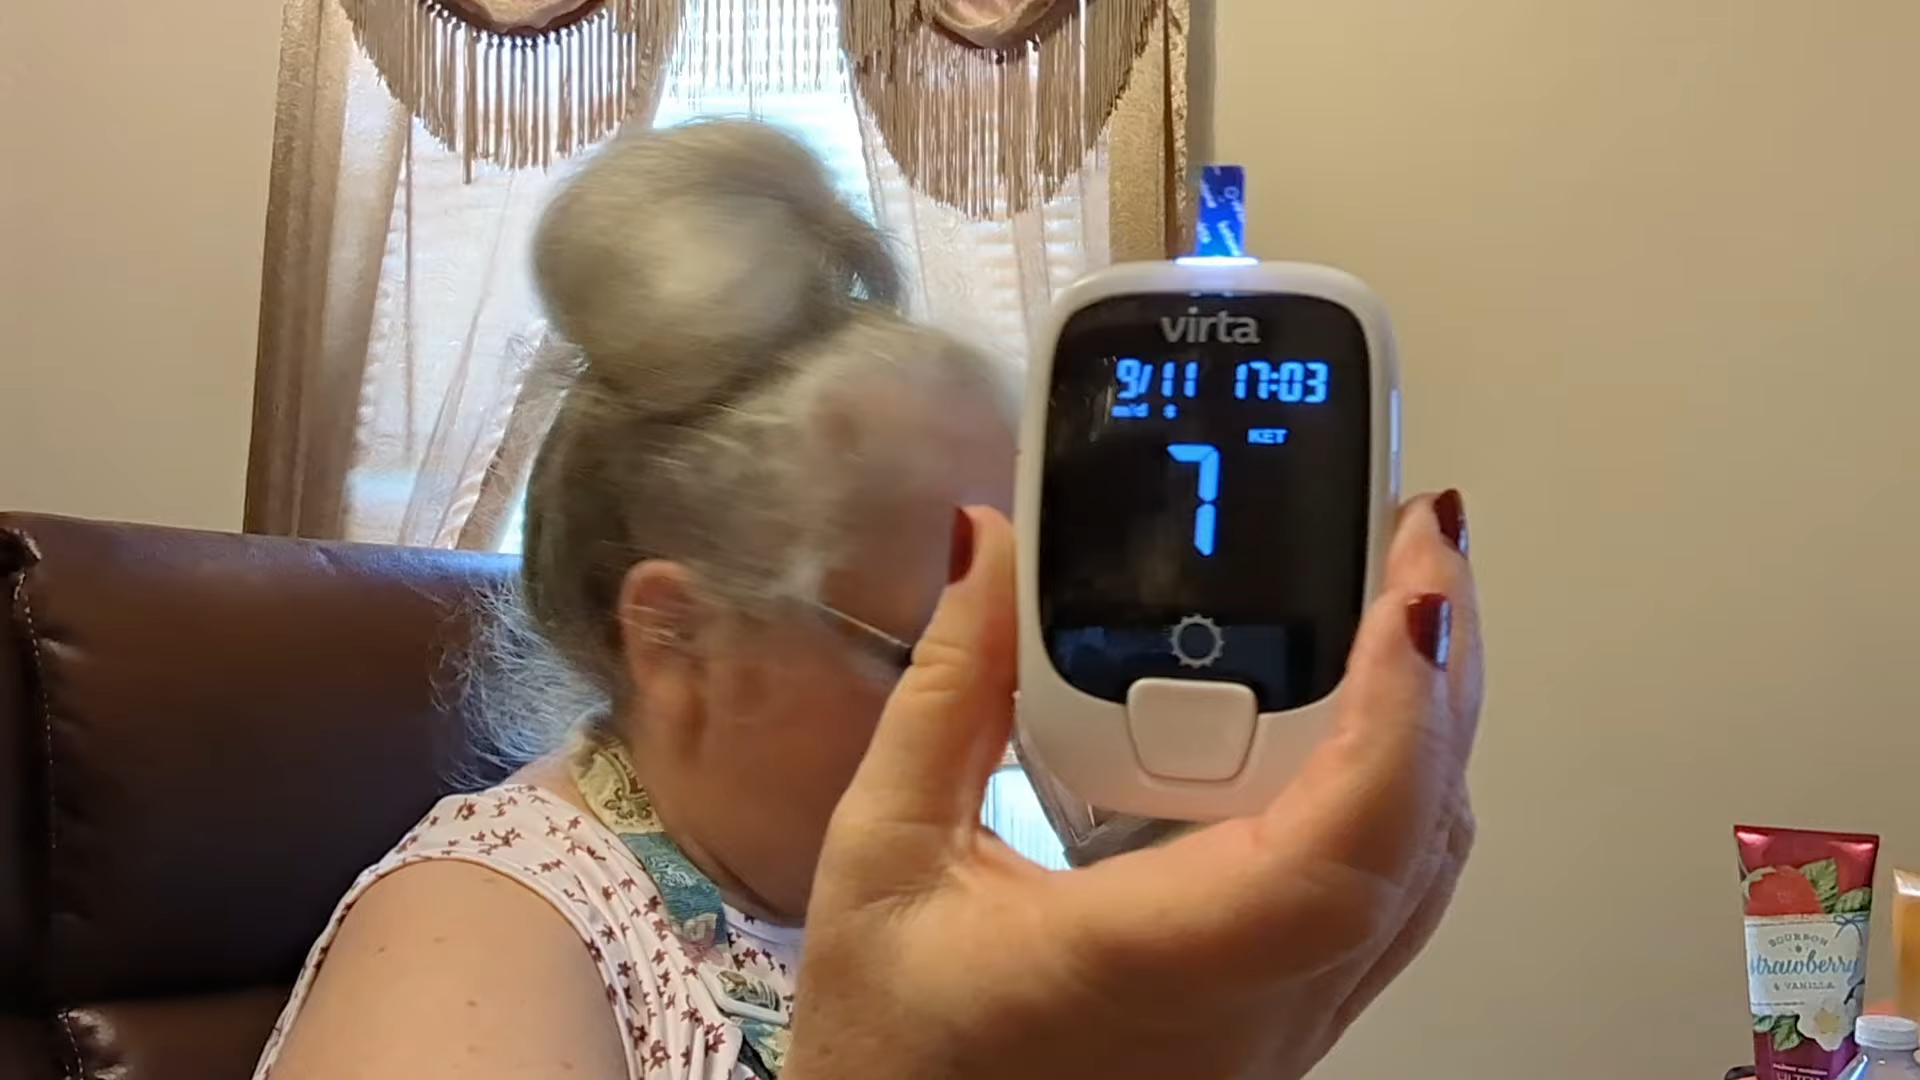 virta
9/11 17:03
m/d
KET
7
BOURBON
strawberry
& VANILLA